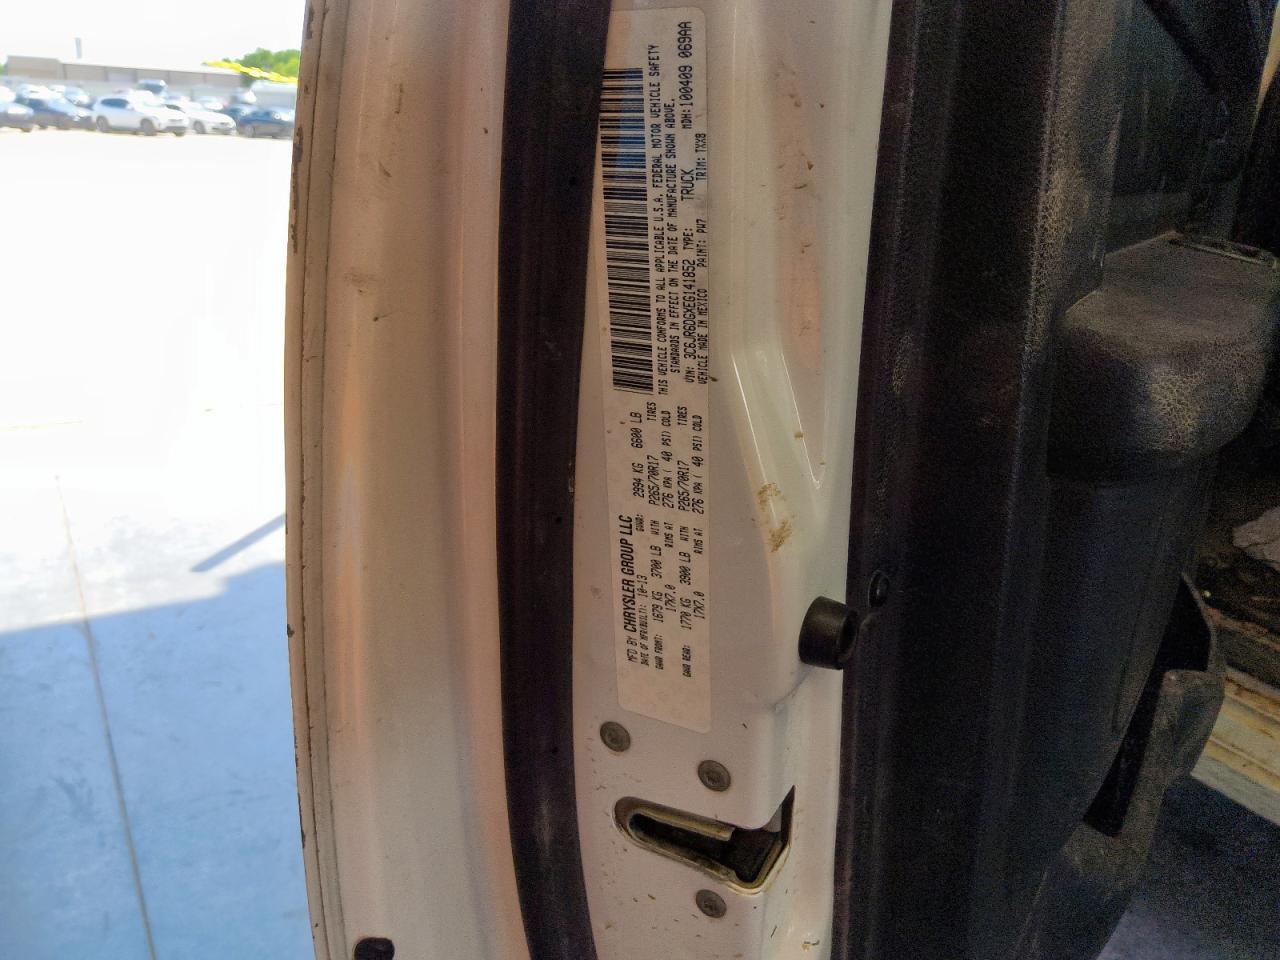 MFD BY CHRYSLER GROUP LLC
DATE OF MFR(BUILT): 10-13 GVWR: 2994 KG 6600 LB
GAWR FRONT: 1679 KG 3700 LB WITH P265/70R17 TIRES
17X7.0 RIMS AT 276 KPA ( 40 PSI) COLD
GAWR REAR: 1770 KG 3900 LB WITH P265/70R17 TIRES
17X7.0 RIMS AT 276 KPA ( 40 PSI) COLD
THIS VEHICLE CONFORMS TO ALL APPLICABLE U.S.A. FEDERAL MOTOR VEHICLE SAFETY
STANDARDS IN EFFECT ON THE DATE OF MANUFACTURE SHOWN ABOVE.
VIN: 3C6JR6DGXEG141852 TYPE: TRUCK MDH: 100409 069AA
VEHICLE MADE IN MEXICO PAINT: PW7 TRIM: TXX8